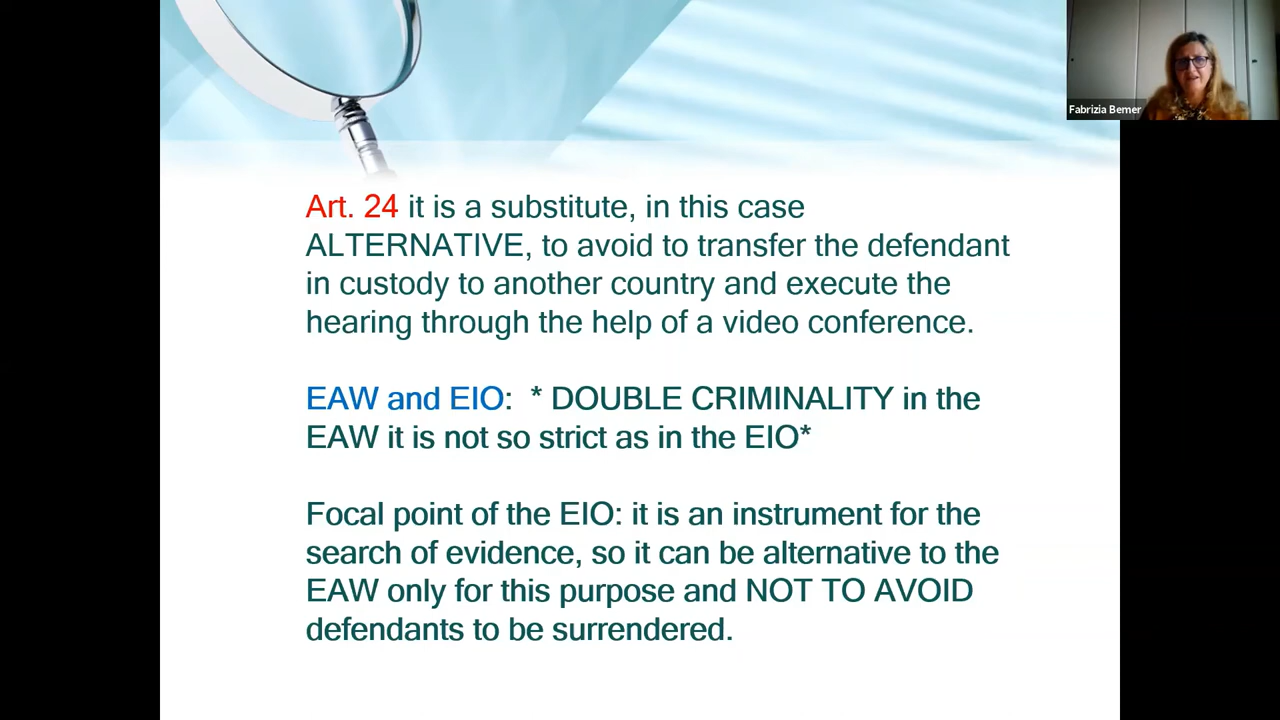 Fabrizia Bemer
Art. 24 it is a substitute, in this case
ALTERNATIVE, to avoid to transfer the defendant
in custody to another country and execute the
hearing through the help of a video conference.
EAW and EIO:  * DOUBLE CRIMINALITY in the
EAW it is not so strict as in the EIO*
Focal point of the EIO: it is an instrument for the
search of evidence, so it can be alternative to the
EAW only for this purpose and NOT TO AVOID
defendants to be surrendered.